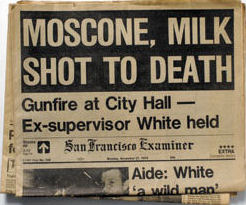 MOSCONE, MILK
SHOT TO DEATH
Gunfire at City Hall —
Ex-supervisor White held
San Francisco Examiner
EXTRA
Aide: White
'a wild man'